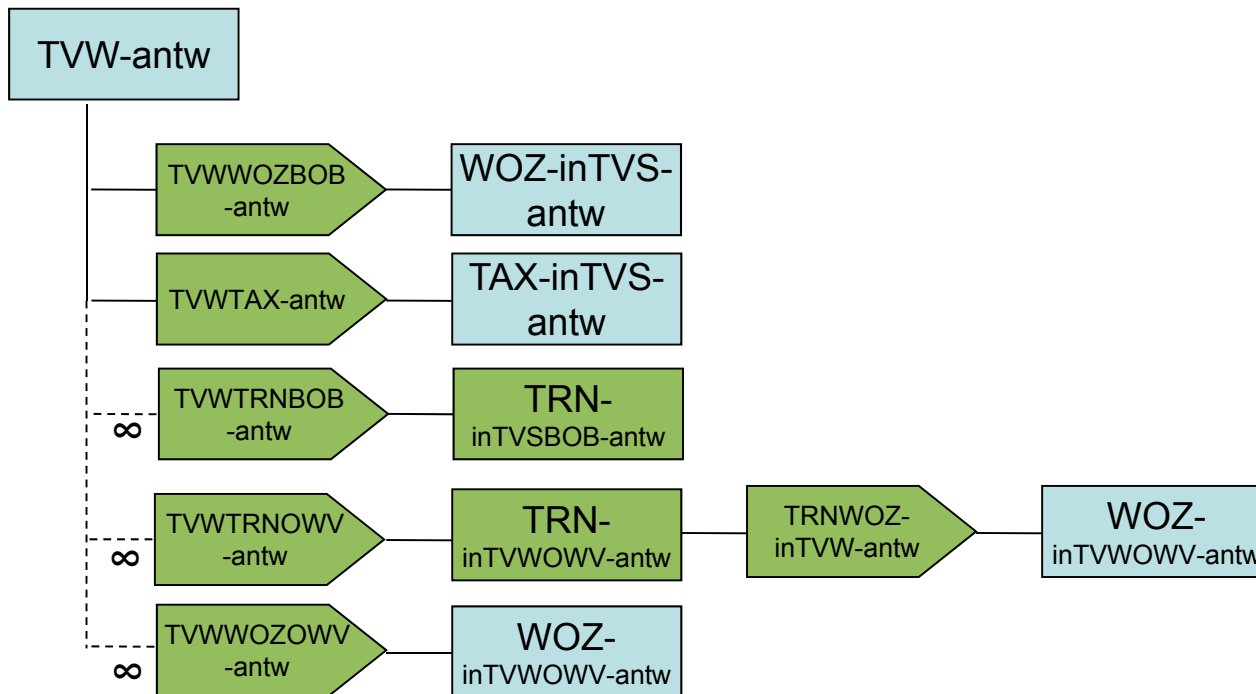 TVW-antw
TVWWOZBOB
-antw
WOZ-inTVS-
antw
TVWTAX-antw
TAX-inTVS-
antw
∞
TVWTRNBOB
-antw
TRN-
inTVSBOB-antw
∞
TVWTRNOWV
-antw
TRN-
inTVWOWV-antw
TRNWOZ-
inTVW-antw
WOZ-
inTVWOWV-antw
∞
TVWWOZOWV
-antw
WOZ-
inTVWOWV-antw